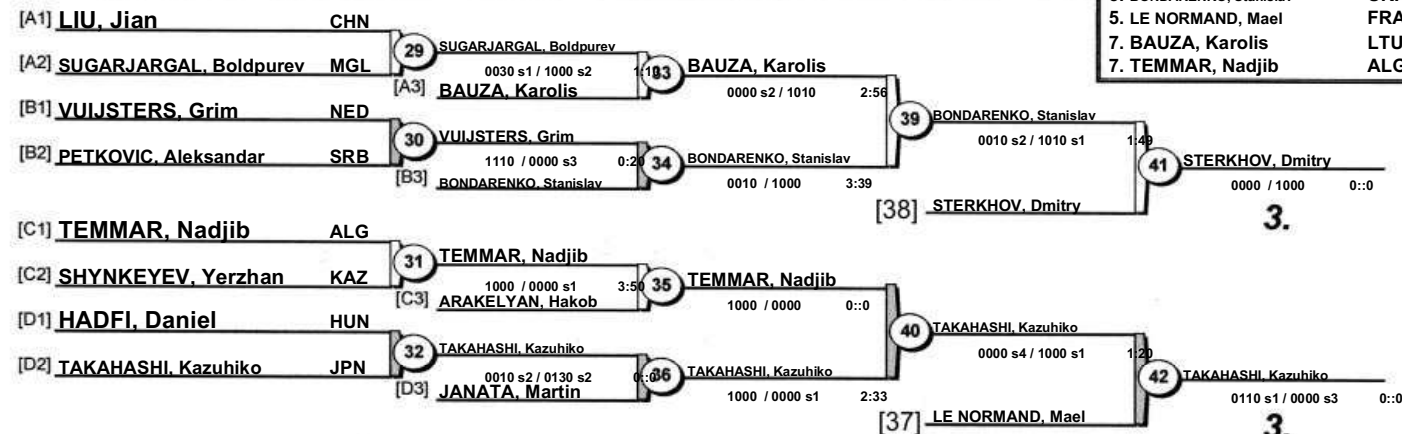 5. LE NORMAND, Mael FRA
7. BAUZA, Karolis LTU
7. TEMMAR, Nadjib ALG
[A1] LIU, Jian CHN
[A2] SUGARJARGAL, Boldpurev MGL
29
SUGARJARGAL, Boldpurev
0030 s1 / 1000 s2
[A3] BAUZA, Karolis
33
BAUZA, Karolis
0000 s2 / 1010 2:56
[B1] VUIJSTERS, Grim NED
[B2] PETKOVIC, Aleksandar SRB
30
VUIJSTERS, Grim
1110 / 0000 s3 0:20
[B3] BONDARENKO, Stanislav
34
BONDARENKO, Stanislav
0010 / 1000 3:39
39
BONDARENKO, Stanislav
0010 s2 / 1010 s1 1:49
[38] STERKHOV, Dmitry
41
STERKHOV, Dmitry
0000 / 1000 0::0
3.
[C1] TEMMAR, Nadjib ALG
[C2] SHYNKEYEV, Yerzhan KAZ
31
TEMMAR, Nadjib
1000 / 0000 s1 3:50
[C3] ARAKELYAN, Hakob
35
TEMMAR, Nadjib
1000 / 0000 0::0
[D1] HADFI, Daniel HUN
[D2] TAKAHASHI, Kazuhiko JPN
32
TAKAHASHI, Kazuhiko
0010 s2 / 0130 s2 0::0
[D3] JANATA, Martin
36
TAKAHASHI, Kazuhiko
1000 / 0000 s1 2:33
40
TAKAHASHI, Kazuhiko
0000 s4 / 1000 s1 1:20
[37] LE NORMAND, Mael
42
TAKAHASHI, Kazuhiko
0110 s1 / 0000 s3 0::0
3.